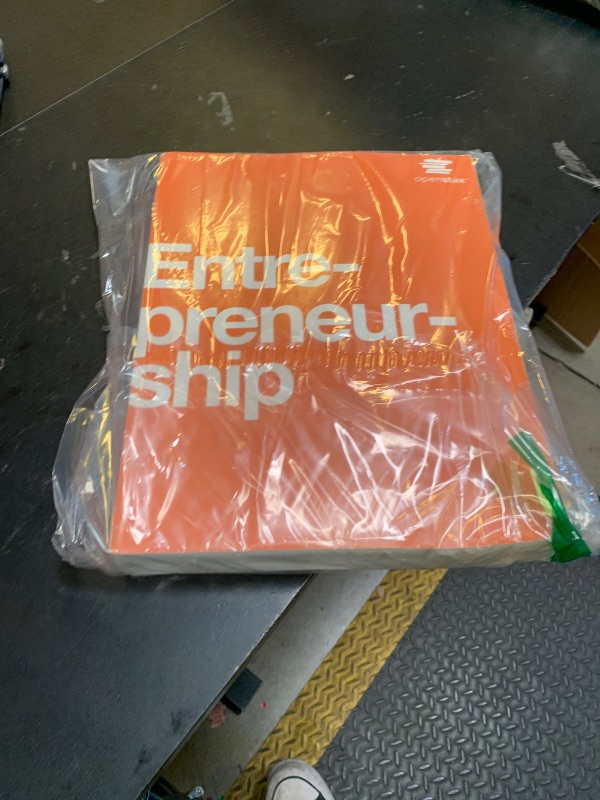 openstax
Entre-
preneur-
ship